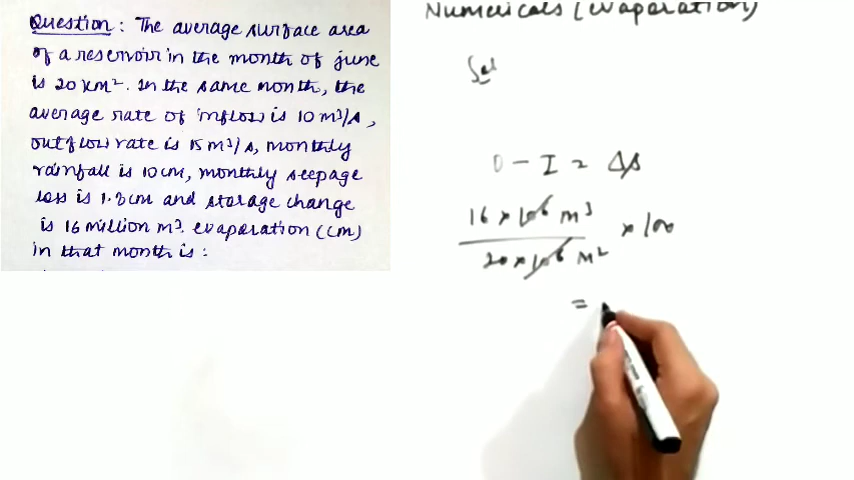 Numericals (evaporation)
Question : The average surface area
of a reservoir in the month of june
is 20 Km². In the same month, the
average rate of inflow is 10 m³/s,
outflow rate is 15 m³/s, monthly
rainfall is 10 cm, monthly seepage
loss is 1.8 cm and storage change
is 16 million m³. evaporation (cm)
in that month is :
Sol
O - I = ΔS
16 × 10⁶ m³
20 × 10⁶ m²
× 100
=